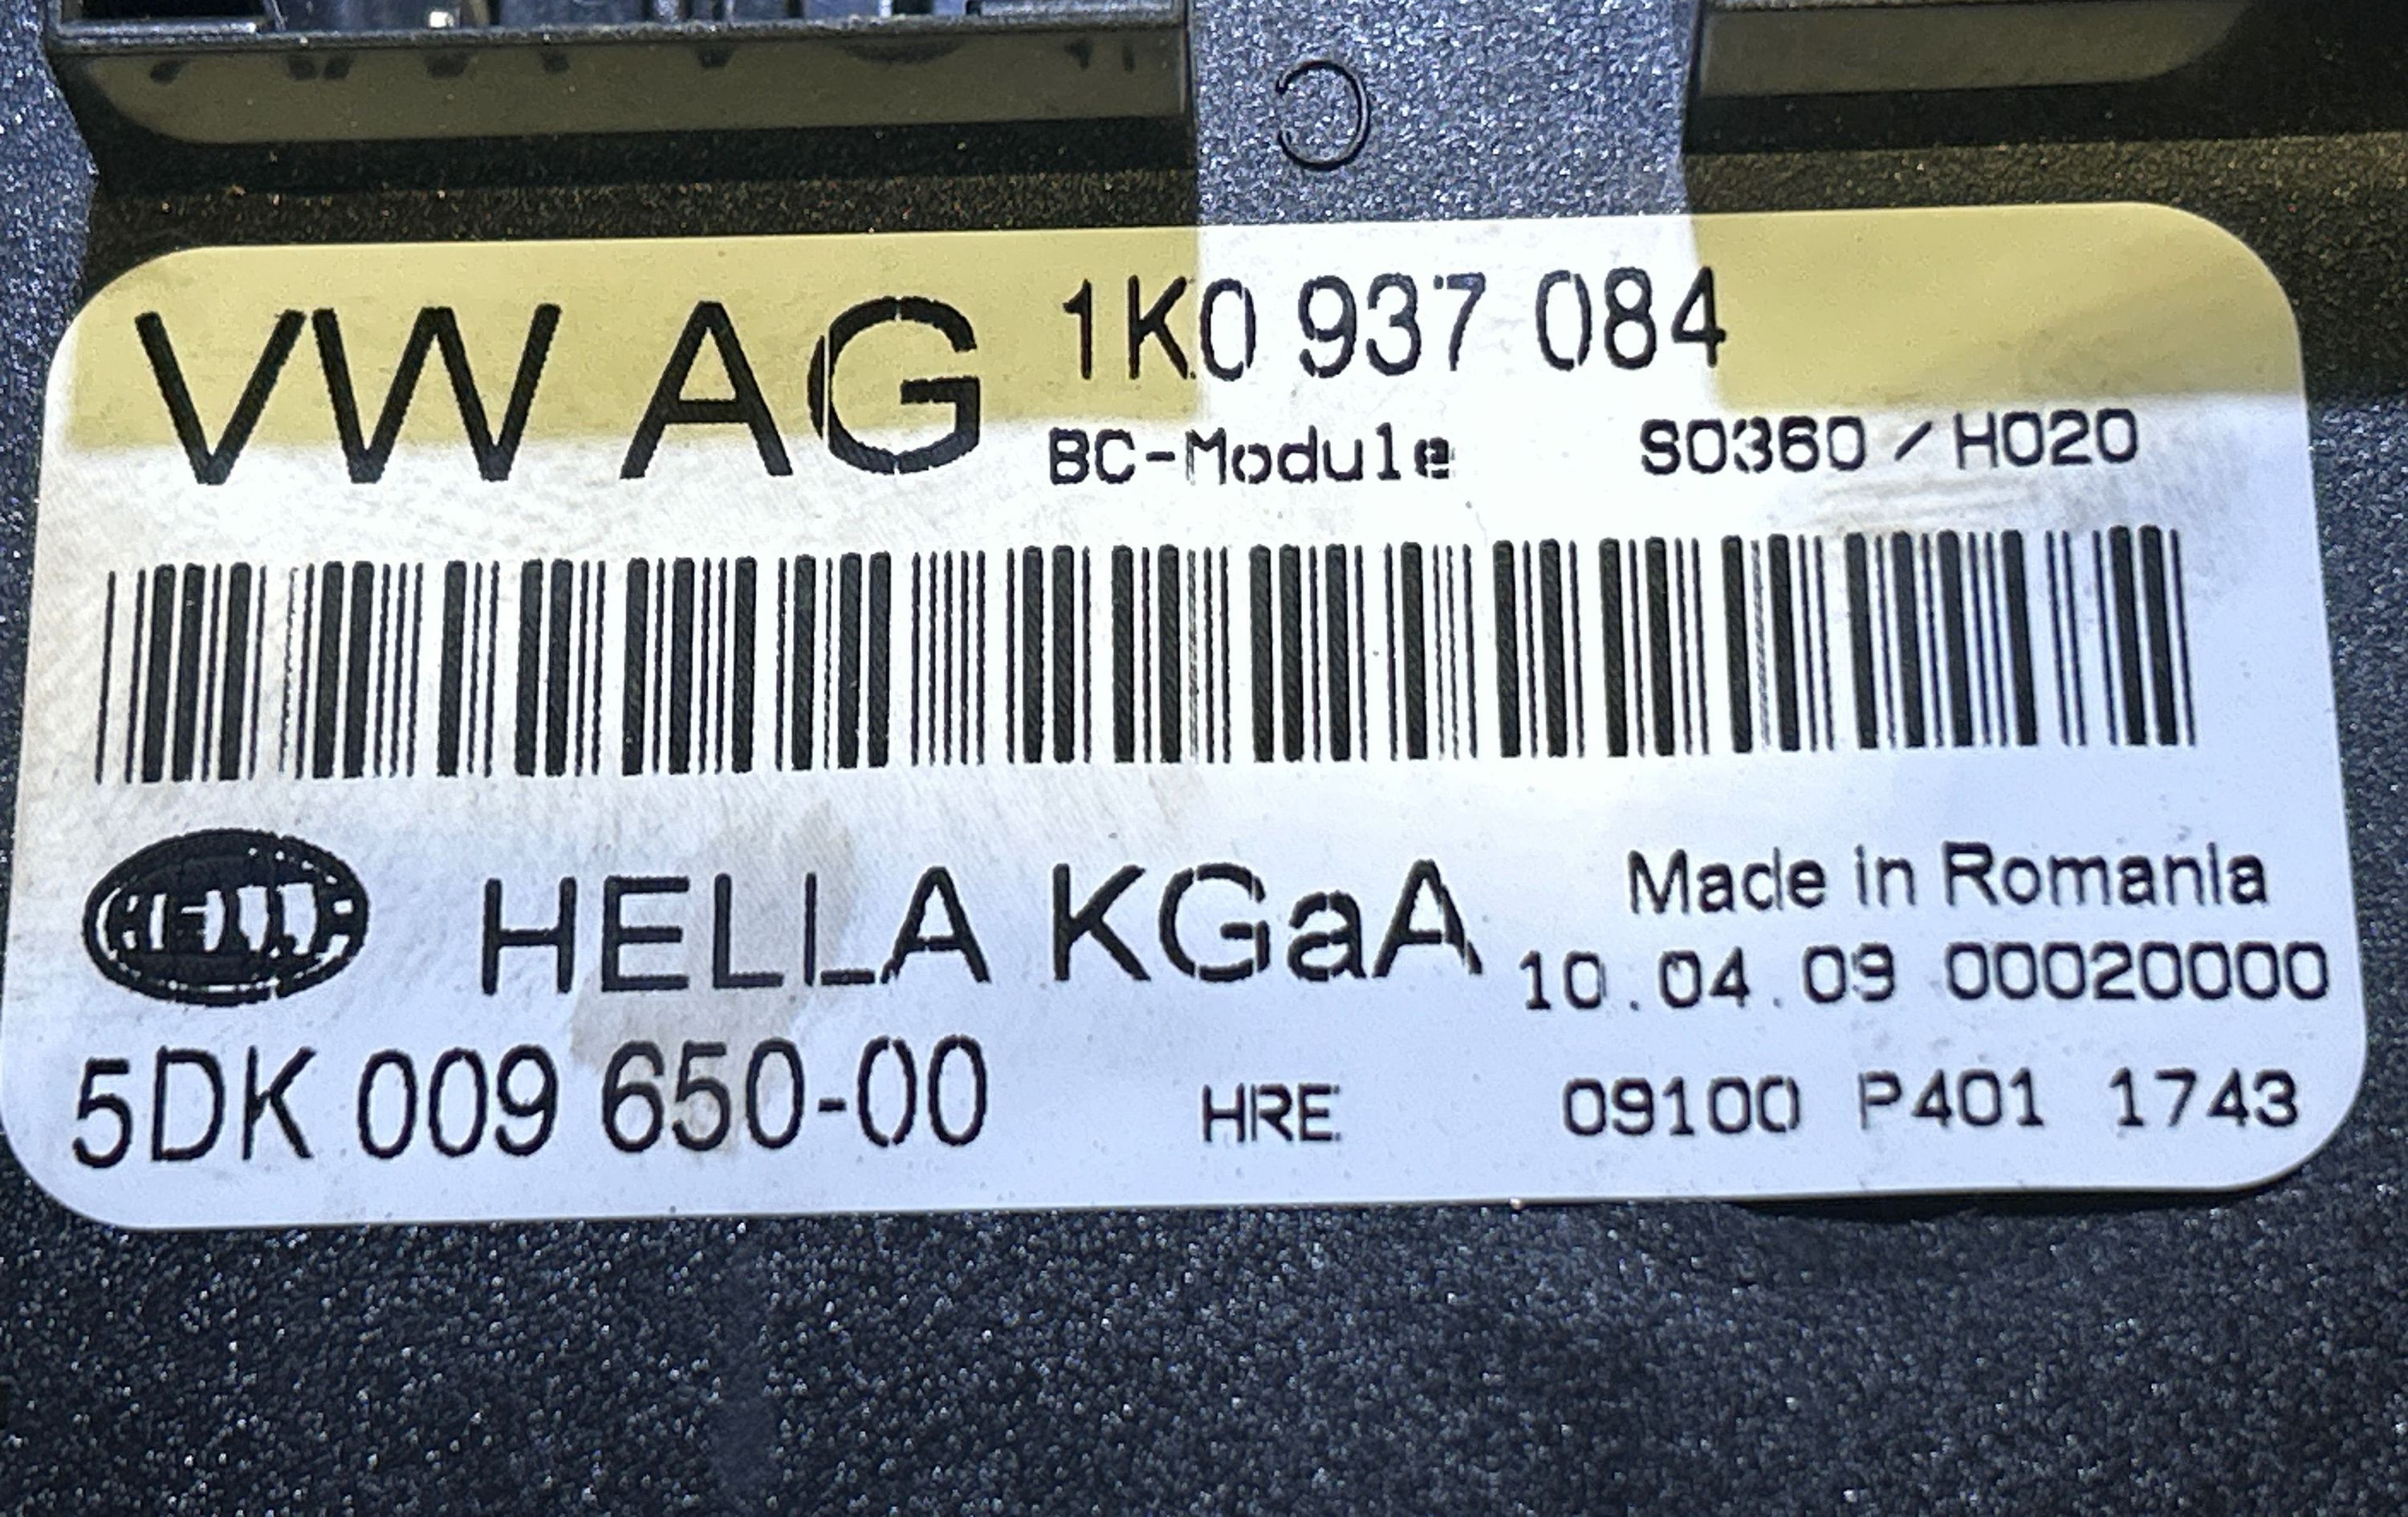 C
VW AG 1K0 937 084
BC-Module S0360 / H020
HELLA HELLA KGaA Made in Romania
10.04.09 00020000
5DK 009 650-00 HRE 09100 P401 1743